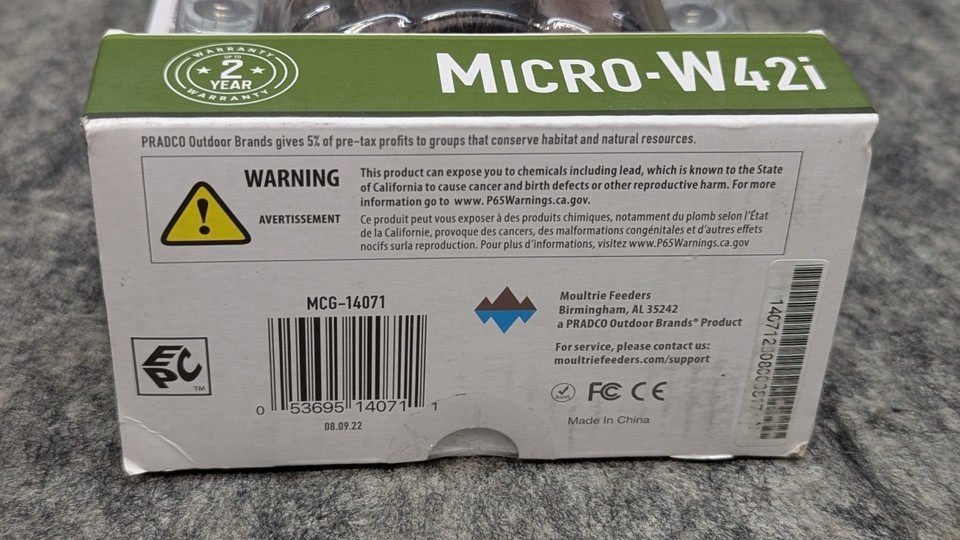 WARRANTY
UP TO
2
YEAR
WARRANTY
MICRO-W42i
PRADCO Outdoor Brands gives 5% of pre-tax profits to groups that conserve habitat and natural resources.
WARNING
This product can expose you to chemicals including lead, which is known to the State
of California to cause cancer and birth defects or other reproductive harm. For more
information go to www. P65Warnings.ca.gov.
AVERTISSEMENT
Ce produit peut vous exposer à des produits chimiques, notamment du plomb selon l'État
de la Californie, provoque des cancers, des malformations congénitales et d'autres effets
nocifs surla reproduction. Pour plus d'informations, visitez www.P65Warnings.ca.gov
MCG-14071
EPC
TM
0 53695 14071 1
08.09.22
Moultrie Feeders
Birmingham, AL 35242
a PRADCO Outdoor Brands® Product
For service, please contact us:
moultriefeeders.com/support
FC CE
Made In China